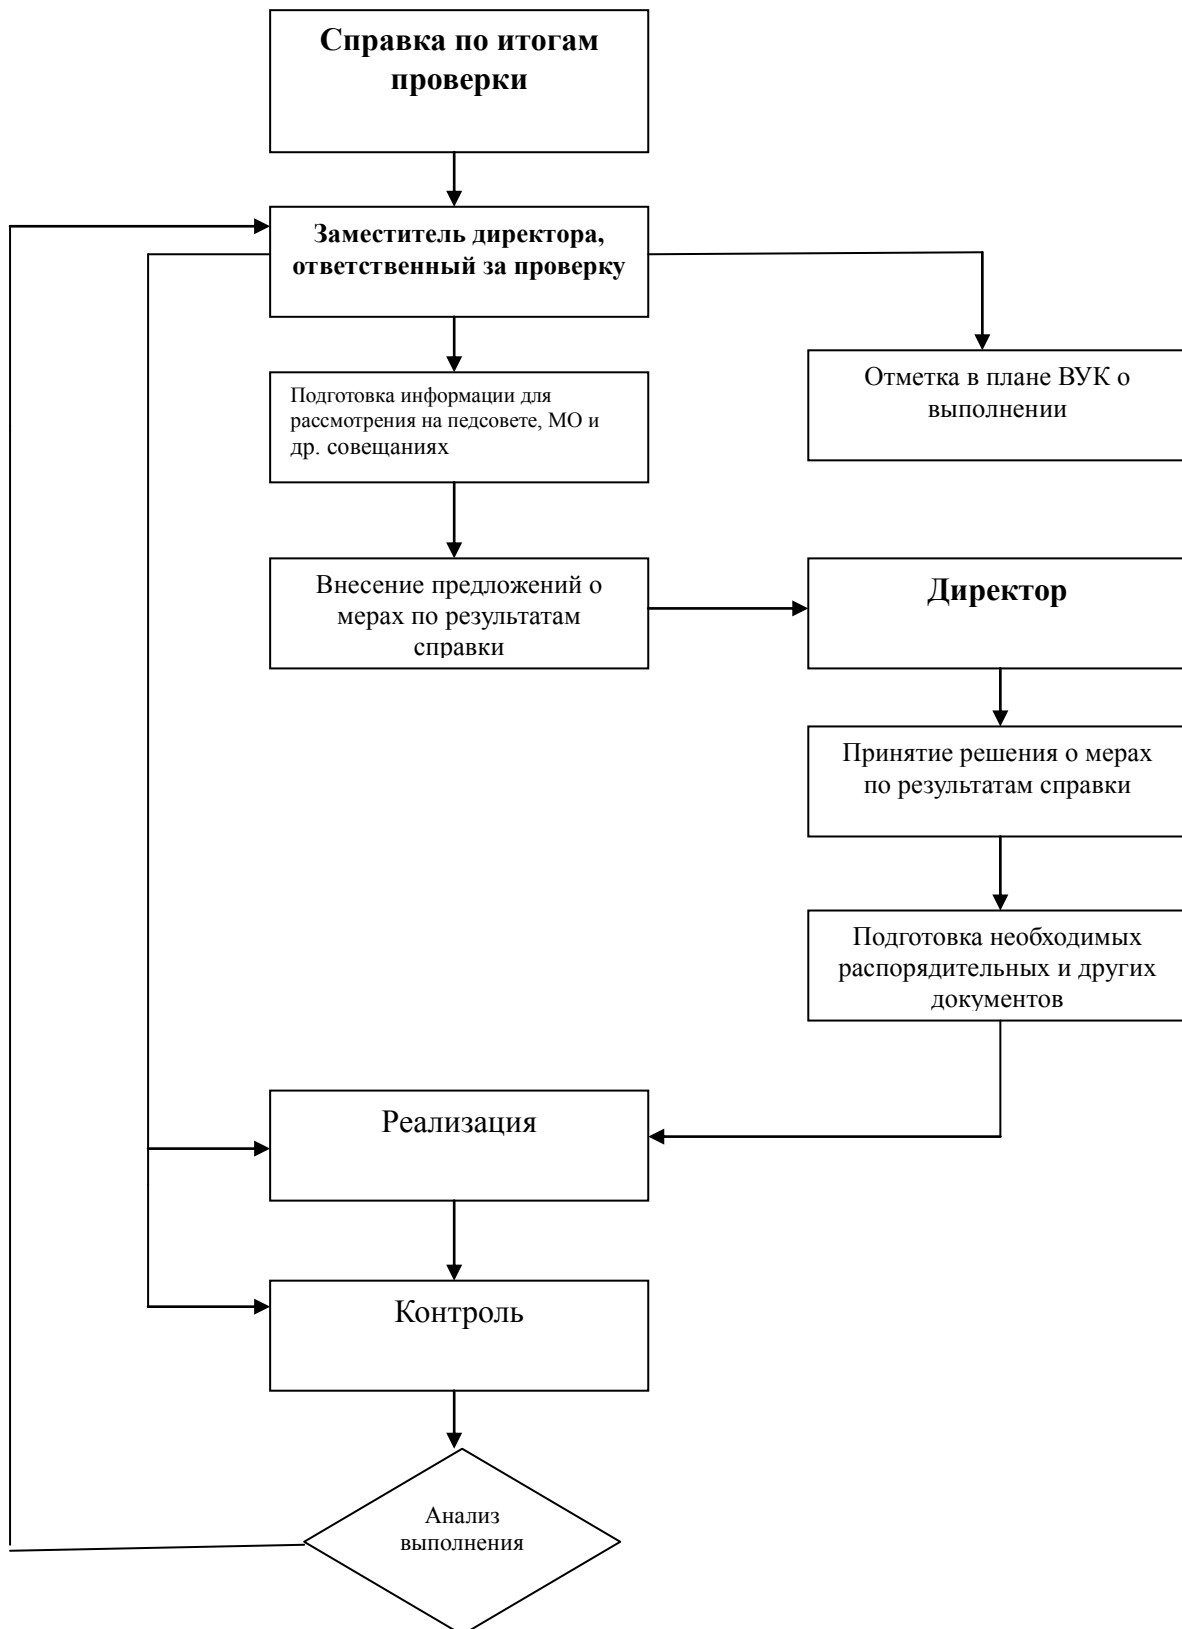 Справка по итогам
проверки
Заместитель директора,
ответственный за проверку
Подготовка информации для
рассмотрения на педсовете, МО и
др. совещаниях
Отметка в плане ВУК о
выполнении
Внесение предложений о
мерах по результатам
справки
Директор
Принятие решения о мерах
по результатам справки
Подготовка необходимых
распорядительных и других
документов
Реализация
Контроль
Анализ
выполнения